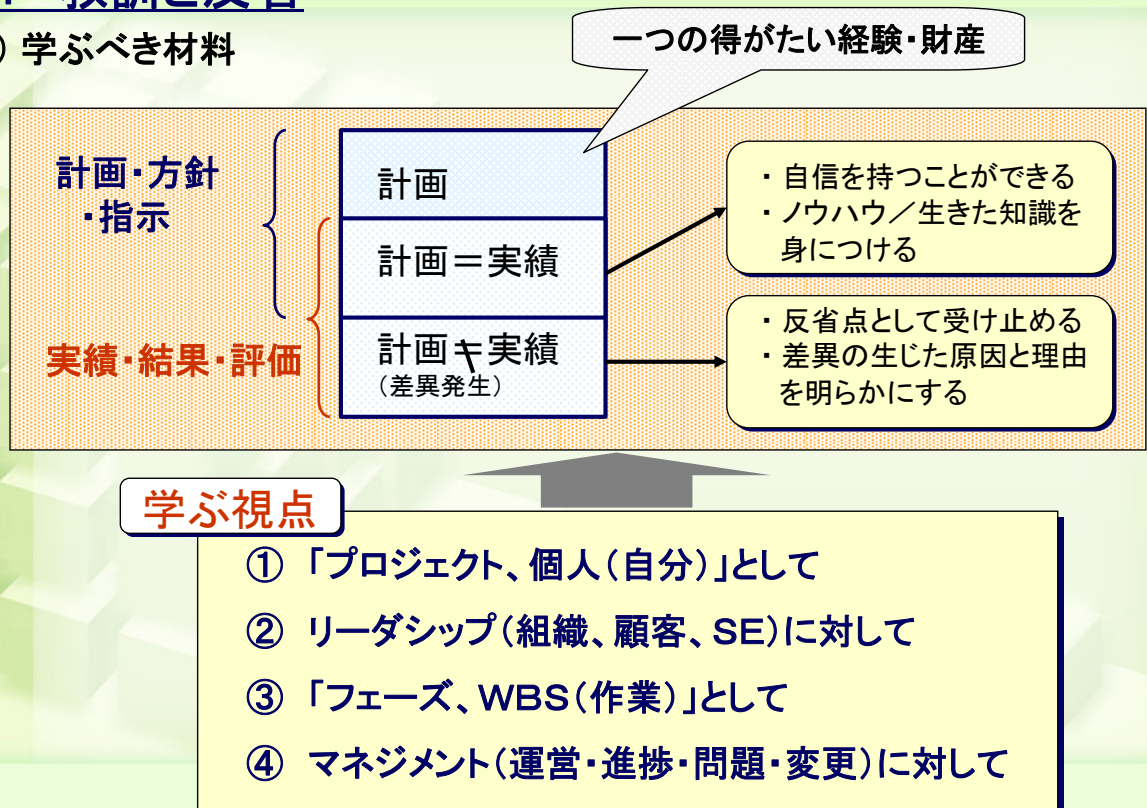 教訓と反省
) 学ぶべき材料
一つの得がたい経験・財産
計画・方針
・指示
実績・結果・評価
計画
計画＝実績
計画≠実績
（差異発生）
・ 自信を持つことができる
・ ノウハウ／生きた知識を
身につける
・ 反省点として受け止める
・ 差異の生じた原因と理由
を明らかにする
学ぶ視点
① 「プロジェクト、個人（自分）」として
② リーダシップ（組織、顧客、ＳＥ）に対して
③ 「フェーズ、ＷＢＳ（作業）」として
④ マネジメント（運営・進捗・問題・変更）に対して